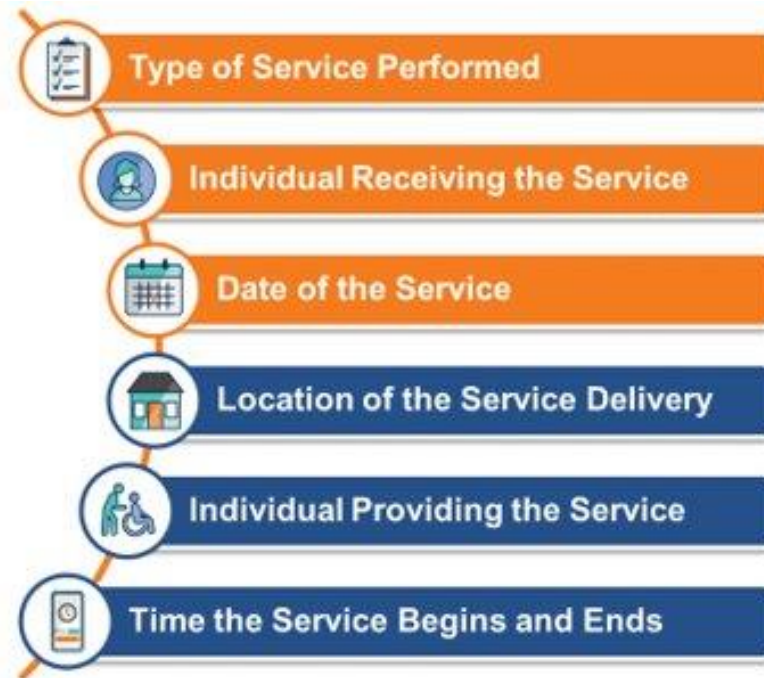 Type of Service Performed
Individual Receiving the Service
Date of the Service
Location of the Service Delivery
Individual Providing the Service
Time the Service Begins and Ends